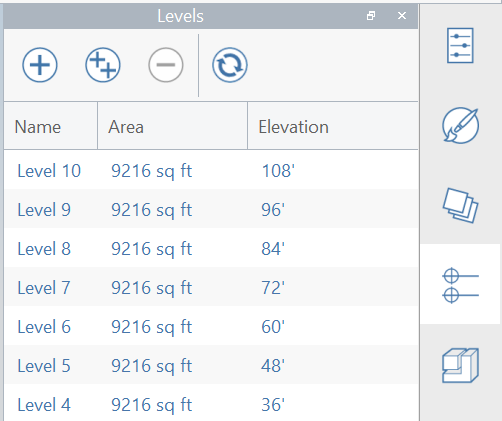 Levels
Name Area Elevation
Level 10 9216 sq ft 108'
Level 9 9216 sq ft 96'
Level 8 9216 sq ft 84'
Level 7 9216 sq ft 72'
Level 6 9216 sq ft 60'
Level 5 9216 sq ft 48'
Level 4 9216 sq ft 36'